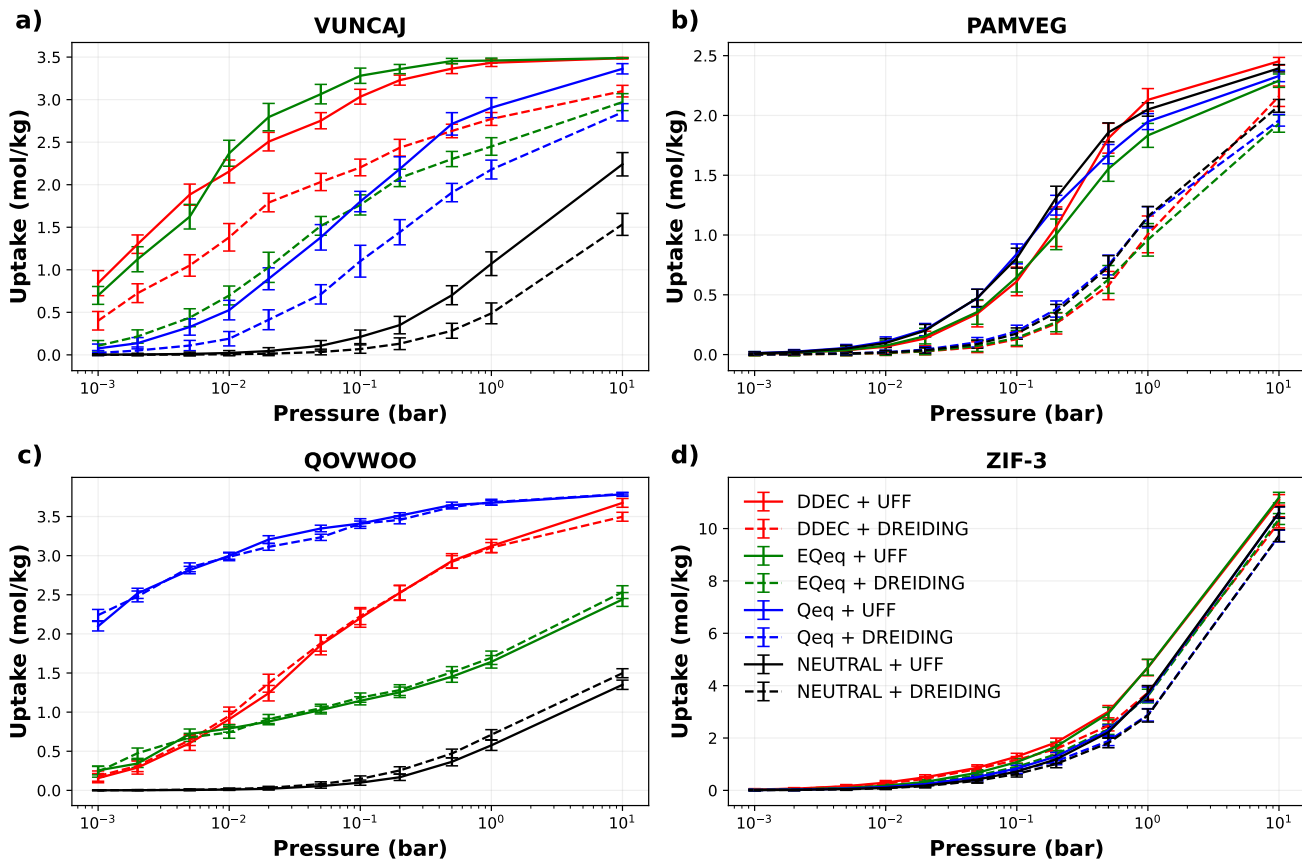 a)
VUNCAJ
Uptake (mol/kg)
3.5
3.0
2.5
2.0
1.5
1.0
0.5
0.0
10⁻³
10⁻²
10⁻¹
10⁰
10¹
Pressure (bar)
b)
PAMVEG
Uptake (mol/kg)
2.5
2.0
1.5
1.0
0.5
0.0
10⁻³
10⁻²
10⁻¹
10⁰
10¹
Pressure (bar)
c)
QOVWOO
Uptake (mol/kg)
3.5
3.0
2.5
2.0
1.5
1.0
0.5
0.0
10⁻³
10⁻²
10⁻¹
10⁰
10¹
Pressure (bar)
d)
ZIF-3
Uptake (mol/kg)
10
8
6
4
2
0
DDEC + UFF
DDEC + DREIDING
EQeq + UFF
EQeq + DREIDING
Qeq + UFF
Qeq + DREIDING
NEUTRAL + UFF
NEUTRAL + DREIDING
10⁻³
10⁻²
10⁻¹
10⁰
10¹
Pressure (bar)